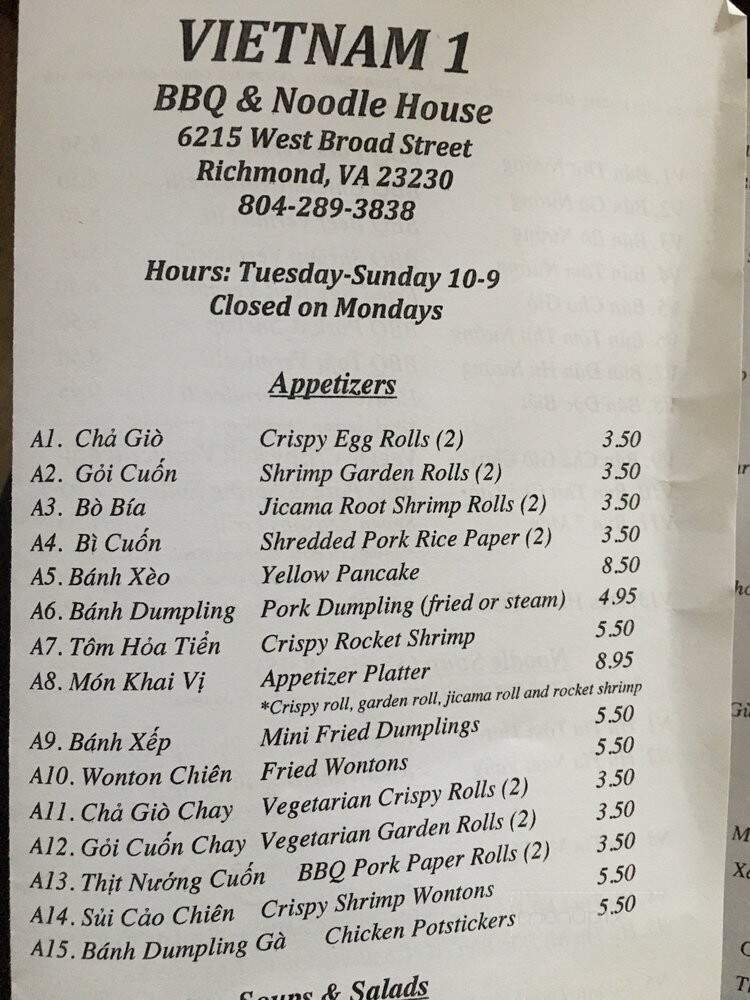 VIETNAM 1
BBQ & Noodle House
6215 West Broad Street
Richmond, VA 23230
804-289-3838
Hours: Tuesday-Sunday 10-9
Closed on Mondays
Appetizers
A1. Chả Giò Crispy Egg Rolls (2) 3.50
A2. Gỏi Cuốn Shrimp Garden Rolls (2) 3.50
A3. Bò Bía Jicama Root Shrimp Rolls (2) 3.50
A4. Bì Cuốn Shredded Pork Rice Paper (2) 3.50
A5. Bánh Xèo Yellow Pancake 8.50
A6. Bánh Dumpling Pork Dumpling (fried or steam) 4.95
A7. Tôm Hỏa Tiển Crispy Rocket Shrimp 5.50
A8. Món Khai Vị Appetizer Platter 8.95
*Crispy roll, garden roll, jicama roll and rocket shrimp
A9. Bánh Xếp Mini Fried Dumplings 5.50
A10. Wonton Chiên Fried Wontons 5.50
A11. Chả Giò Chay Vegetarian Crispy Rolls (2) 3.50
A12. Gỏi Cuốn Chay Vegetarian Garden Rolls (2) 3.50
A13. Thịt Nướng Cuốn BBQ Pork Paper Rolls (2) 3.50
A14. Sủi Cảo Chiên Crispy Shrimp Wontons 5.50
A15. Bánh Dumpling Gà Chicken Potstickers 5.50
Soups & Salads